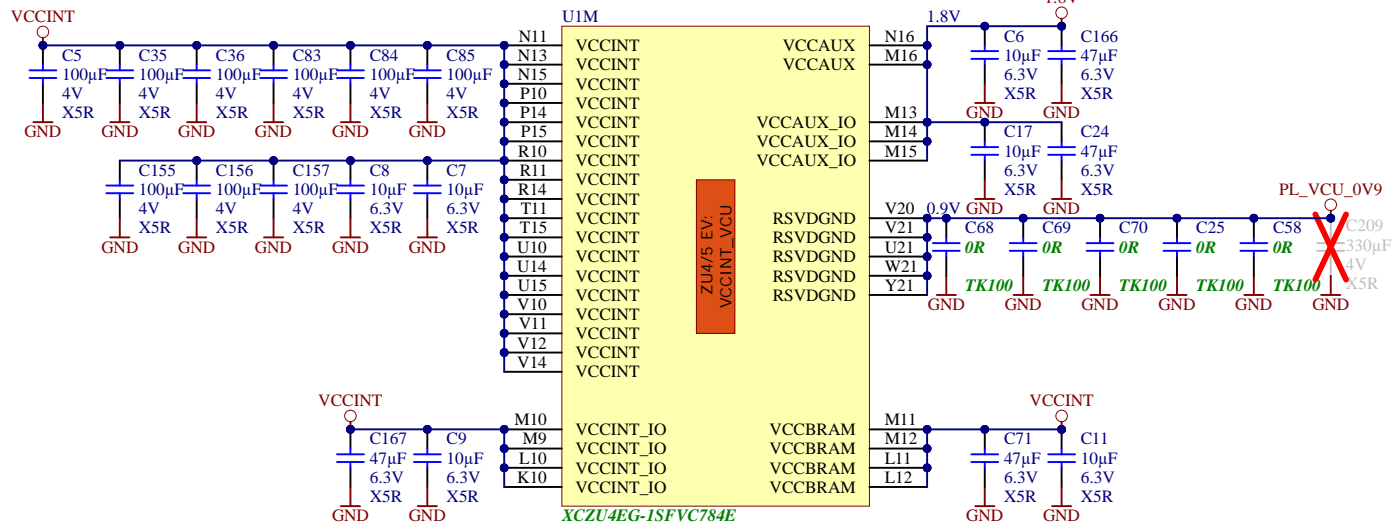 VCCINT
U1M
1.8V
1.8V
C5
100µF
4V
X5R
GND
C35
100µF
4V
X5R
GND
C36
100µF
4V
X5R
GND
C83
100µF
4V
X5R
GND
C84
100µF
4V
X5R
GND
C85
100µF
4V
X5R
GND
C155
100µF
4V
X5R
GND
C156
100µF
4V
X5R
GND
C157
100µF
4V
X5R
GND
C8
10µF
6.3V
X5R
GND
C7
10µF
6.3V
X5R
GND
N11 VCCINT
N13 VCCINT
N15 VCCINT
P10 VCCINT
P14 VCCINT
P15 VCCINT
R10 VCCINT
R11 VCCINT
R14 VCCINT
T11 VCCINT
T15 VCCINT
U10 VCCINT
U14 VCCINT
U15 VCCINT
V10 VCCINT
V11 VCCINT
V12 VCCINT
V14 VCCINT
VCCINT
C167
47µF
6.3V
X5R
GND
C9
10µF
6.3V
X5R
GND
M10 VCCINT_IO
M9 VCCINT_IO
L10 VCCINT_IO
K10 VCCINT_IO
ZU4/5 EV:
VCCINT_VCU
VCCAUX N16
VCCAUX M16
VCCAUX_IO M13
VCCAUX_IO M14
VCCAUX_IO M15
C6
10µF
6.3V
X5R
GND
C166
47µF
6.3V
X5R
GND
C17
10µF
6.3V
X5R
GND
C24
47µF
6.3V
X5R
GND
RSVDGND V20
RSVDGND V21
RSVDGND U21
RSVDGND W21
RSVDGND Y21
0.9V
PL_VCU_0V9
C68
0R
TK100
GND
C69
0R
TK100
GND
C70
0R
TK100
GND
C25
0R
TK100
GND
C58
0R
TK100
GND
C209
330µF
4V
X5R
GND
VCCBRAM M11
VCCBRAM M12
VCCBRAM L11
VCCBRAM L12
VCCINT
C71
47µF
6.3V
X5R
GND
C11
10µF
6.3V
X5R
GND
XCZU4EG-1SFVC784E